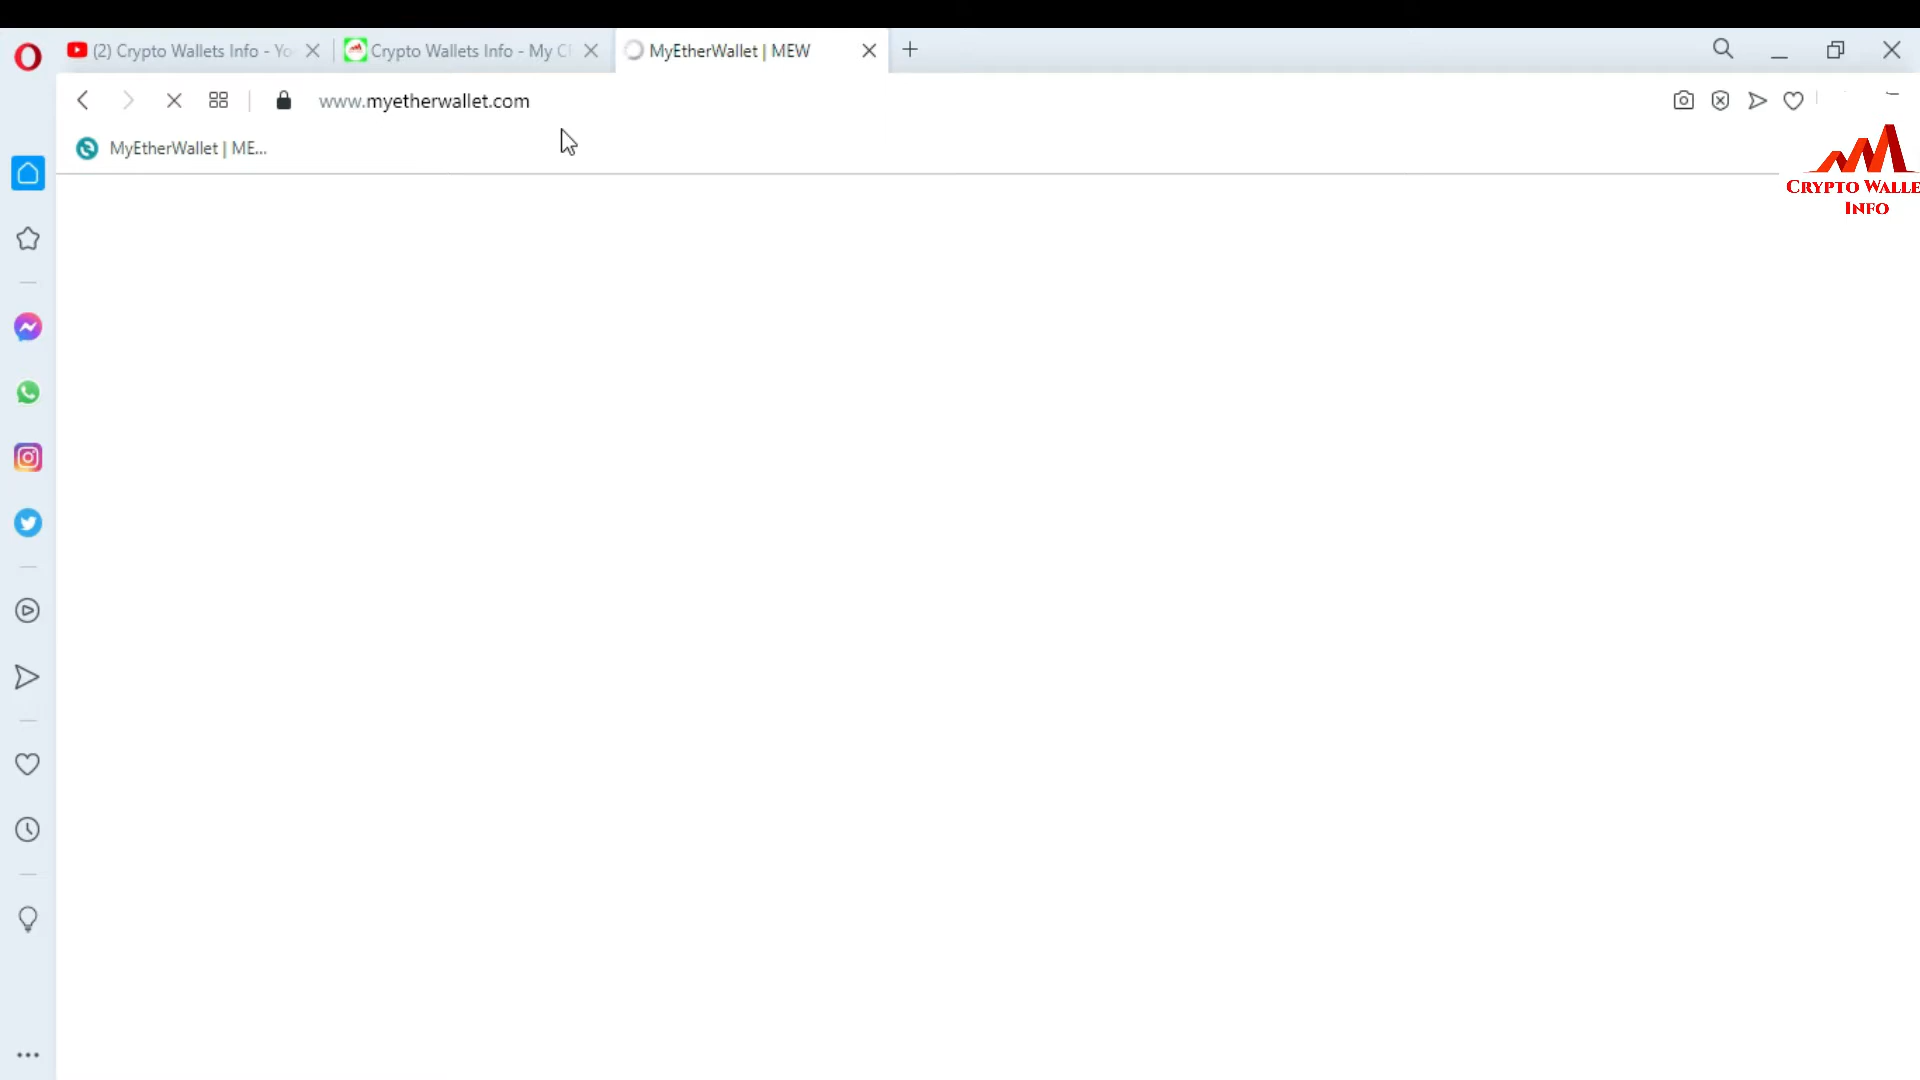 (2) Crypto Wallets Info - Yo
Crypto Wallets Info - My C
MyEtherWallet | MEW
www.myetherwallet.com
MyEtherWallet | ME...
CRYPTO WALLE
INFO